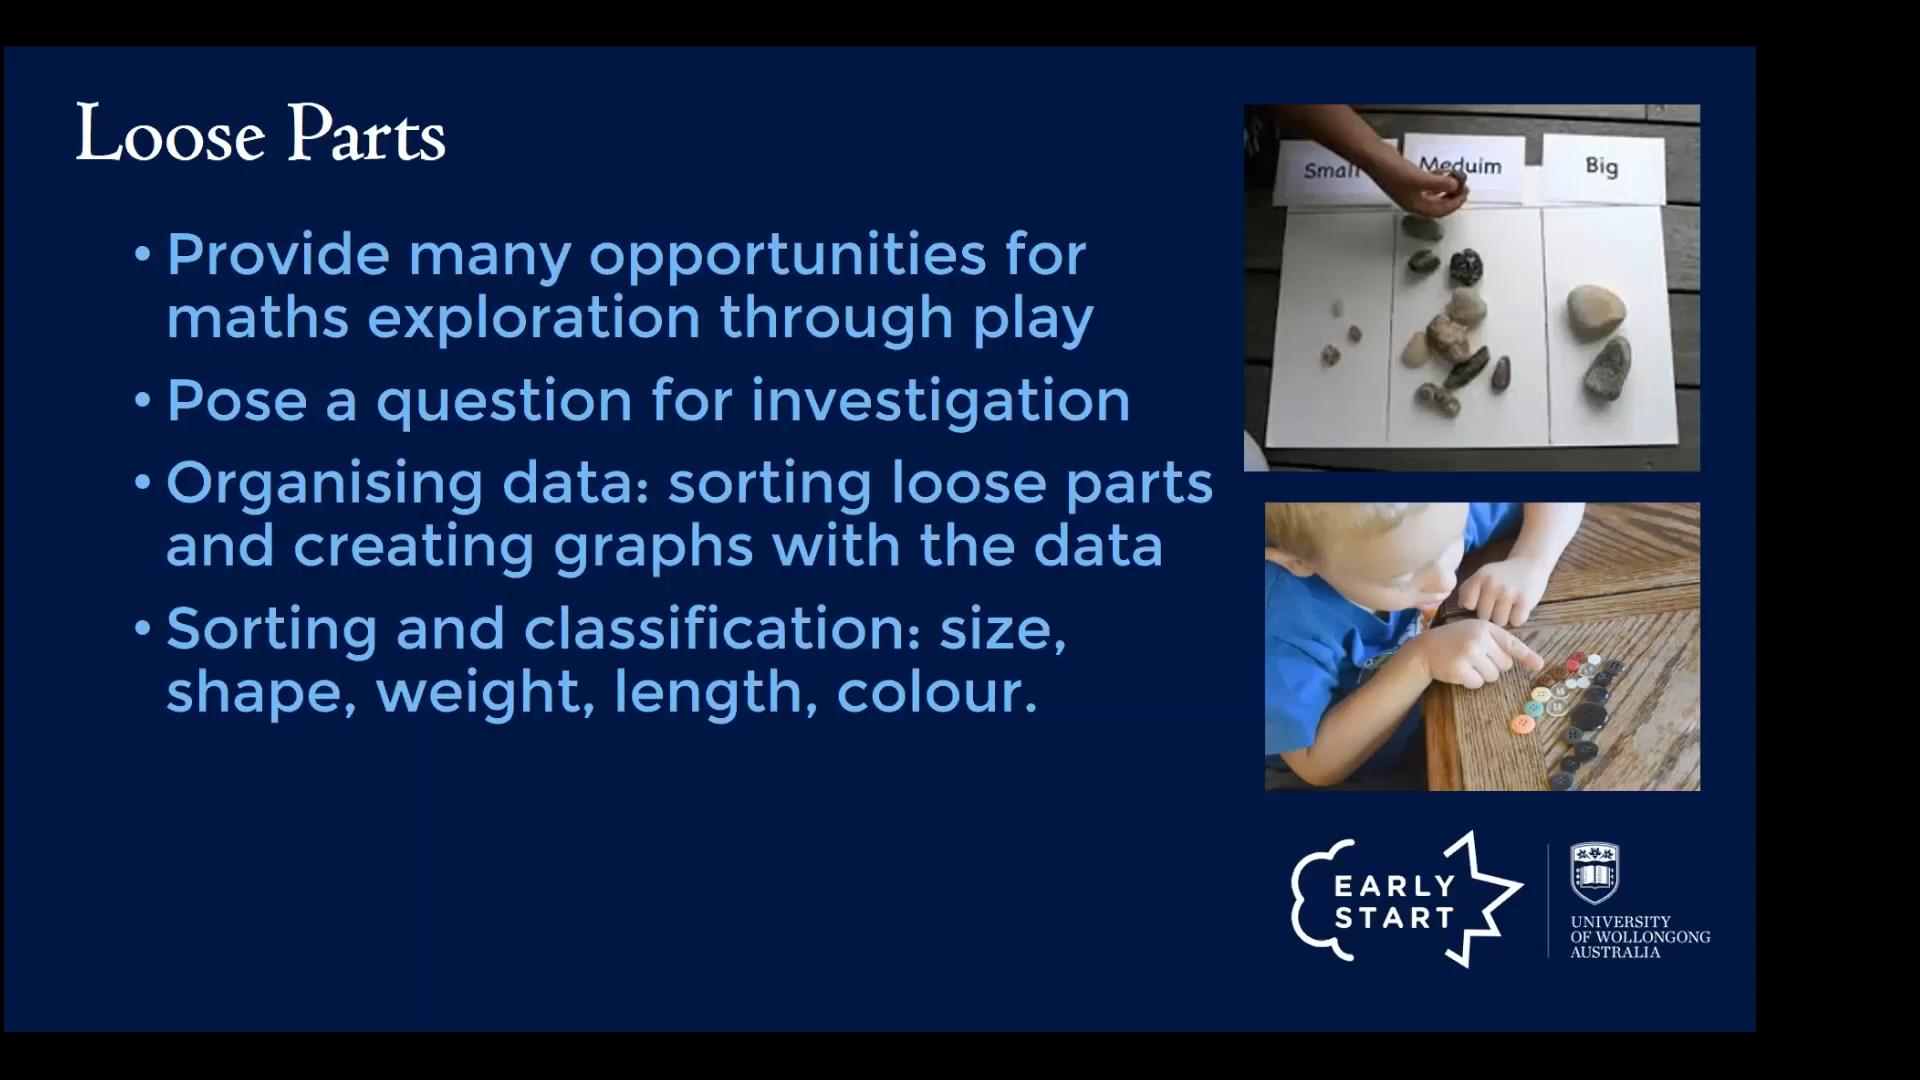 Loose Parts
• Provide many opportunities for
maths exploration through play
• Pose a question for investigation
• Organising data: sorting loose parts
and creating graphs with the data
• Sorting and classification: size,
shape, weight, length, colour.
Small Meduim Big
EARLY
START
UNIVERSITY
OF WOLLONGONG
AUSTRALIA